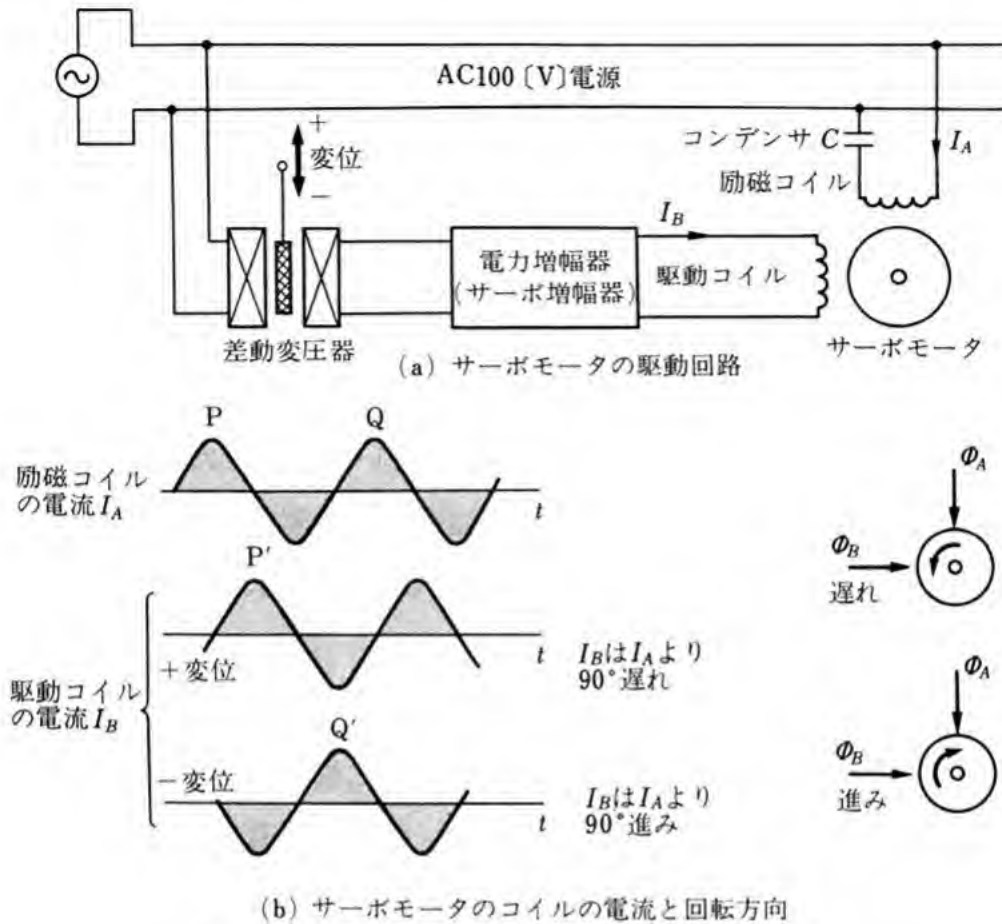 AC100〔V〕電源
+
変位
−
コンデンサ C
I_A
励磁コイル
I_B
電力増幅器
(サーボ増幅器)
駆動コイル
差動変圧器
サーボモータ
(a) サーボモータの駆動回路
P
Q
励磁コイル
の電流 I_A
t
P′
+変位
t
I_BはI_Aより
90°遅れ
駆動コイル
の電流 I_B
Q′
−変位
t
I_BはI_Aより
90°進み
Φ_A
Φ_B
遅れ
Φ_A
Φ_B
進み
(b) サーボモータのコイルの電流と回転方向